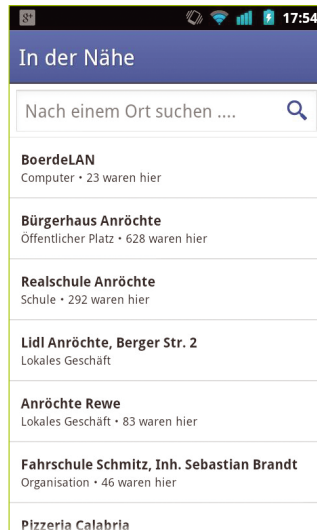 17:54
In der Nähe
Nach einem Ort suchen ....
BoerdeLAN
Computer • 23 waren hier
Bürgerhaus Anröchte
Öffentlicher Platz • 628 waren hier
Realschule Anröchte
Schule • 292 waren hier
Lidl Anröchte, Berger Str. 2
Lokales Geschäft
Anröchte Rewe
Lokales Geschäft • 83 waren hier
Fahrschule Schmitz, Inh. Sebastian Brandt
Organisation • 46 waren hier
Pizzeria Calabria